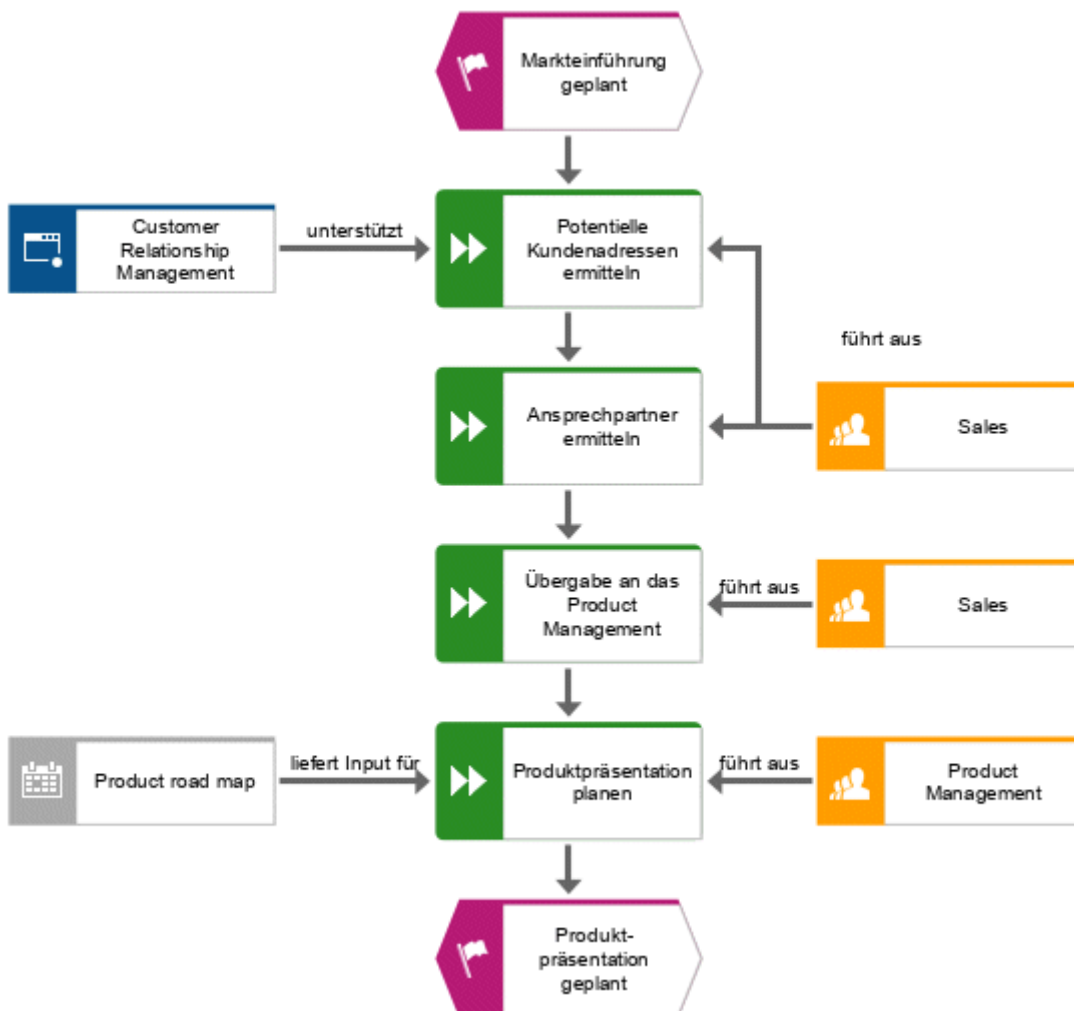 Markteinführung
geplant
Customer
Relationship
Management
unterstützt
Potentielle
Kundenadressen
ermitteln
führt aus
Ansprechpartner
ermitteln
Sales
Übergabe an das
Product
Management
führt aus
Sales
Product road map
liefert Input für
Produktpräsentation
planen
führt aus
Product
Management
Produkt-
präsentation
geplant